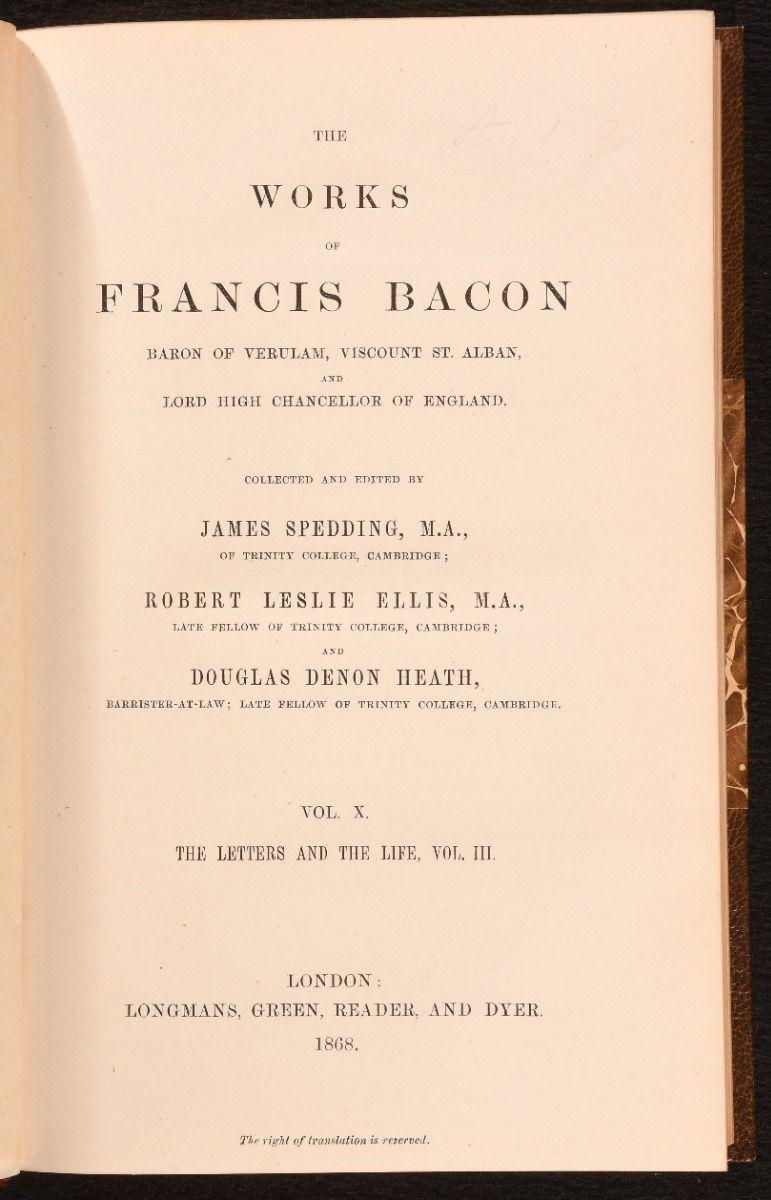 THE
WORKS
OF
FRANCIS BACON
BARON OF VERULAM, VISCOUNT ST. ALBAN,
AND
LORD HIGH CHANCELLOR OF ENGLAND.
COLLECTED AND EDITED BY
JAMES SPEDDING, M.A.,
OF TRINITY COLLEGE, CAMBRIDGE;
ROBERT LESLIE ELLIS, M.A.,
LATE FELLOW OF TRINITY COLLEGE, CAMBRIDGE;
AND
DOUGLAS DENON HEATH,
BARRISTER-AT-LAW; LATE FELLOW OF TRINITY COLLEGE, CAMBRIDGE.
VOL. X.
THE LETTERS AND THE LIFE, VOL. III.
LONDON:
LONGMANS, GREEN, READER, AND DYER.
1868.
The right of translation is reserved.